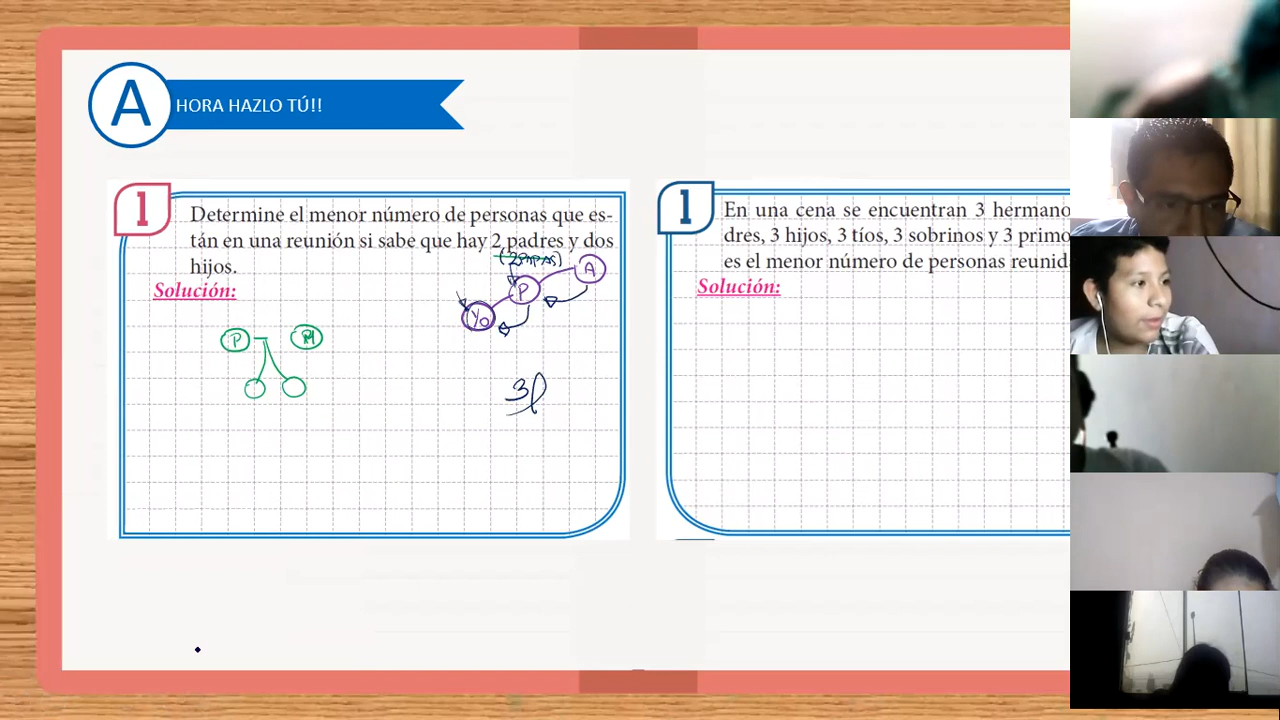 A
HORA HAZLO TÚ!!
1
Determine el menor número de personas que es-
tán en una reunión si sabe que hay 2 padres y dos
hijos.
(2 papas)
Solución:
A
P
Yo
P
M
3
1
En una cena se encuentran 3 hermano
dres, 3 hijos, 3 tíos, 3 sobrinos y 3 primo
es el menor número de personas reunid
Solución: